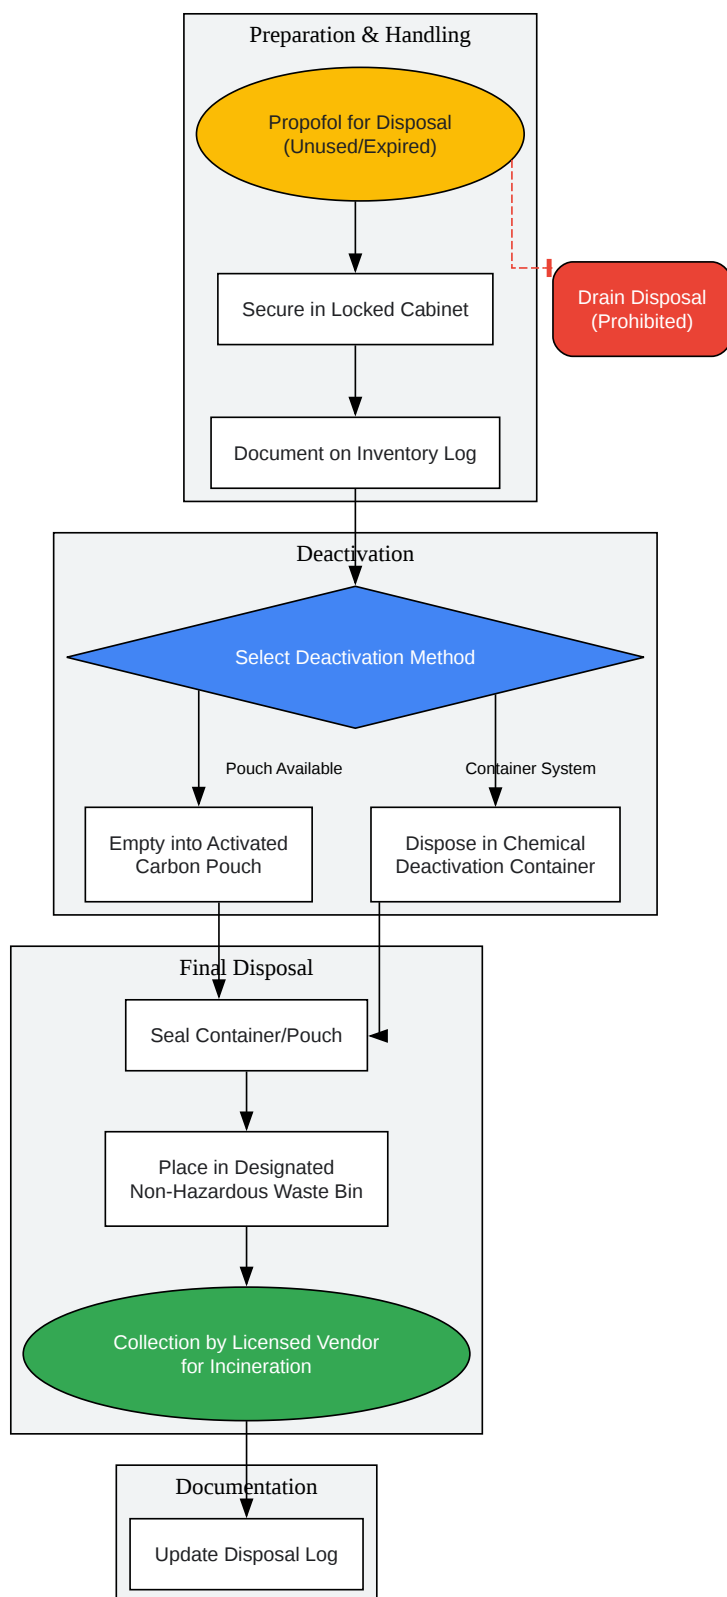 Preparation & Handling
Propofol for Disposal
(Unused/Expired)
Secure in Locked Cabinet
Drain Disposal
(Prohibited)
Document on Inventory Log
Deactivation
Select Deactivation Method
Pouch Available
Container System
Empty into Activated
Carbon Pouch
Dispose in Chemical
Deactivation Container
Final Disposal
Seal Container/Pouch
Place in Designated
Non-Hazardous Waste Bin
Collection by Licensed Vendor
for Incineration
Documentation
Update Disposal Log